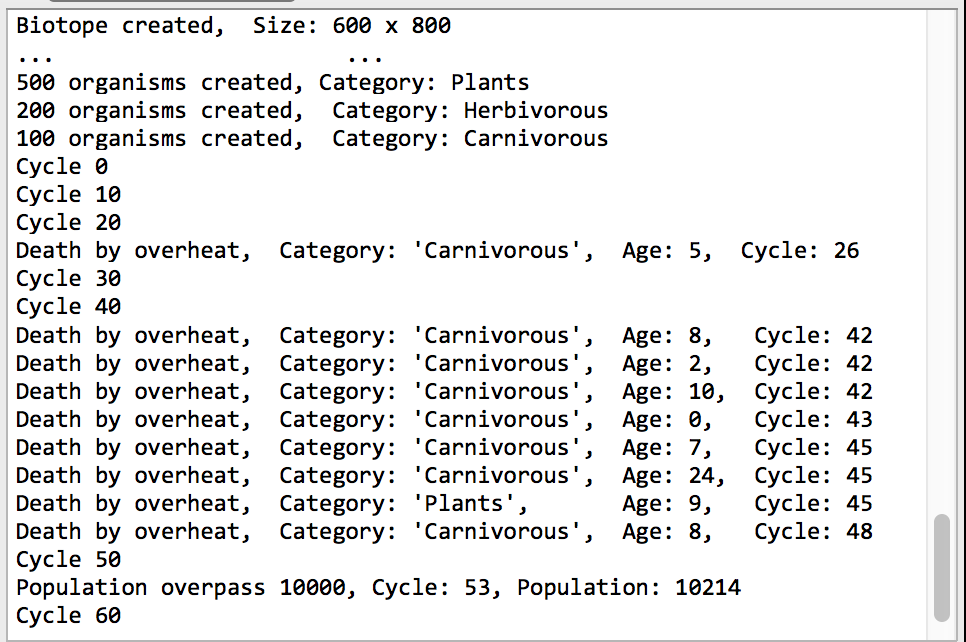 Biotope created,  Size: 600 x 800
...                      ...
500 organisms created, Category: Plants
200 organisms created,  Category: Herbivorous
100 organisms created,  Category: Carnivorous
Cycle 0
Cycle 10
Cycle 20
Death by overheat,  Category: 'Carnivorous',  Age: 5,  Cycle: 26
Cycle 30
Cycle 40
Death by overheat,  Category: 'Carnivorous',  Age: 8,   Cycle: 42
Death by overheat,  Category: 'Carnivorous',  Age: 2,   Cycle: 42
Death by overheat,  Category: 'Carnivorous',  Age: 10,  Cycle: 42
Death by overheat,  Category: 'Carnivorous',  Age: 0,   Cycle: 43
Death by overheat,  Category: 'Carnivorous',  Age: 7,   Cycle: 45
Death by overheat,  Category: 'Carnivorous',  Age: 24,  Cycle: 45
Death by overheat,  Category: 'Plants',       Age: 9,   Cycle: 45
Death by overheat,  Category: 'Carnivorous',  Age: 8,   Cycle: 48
Cycle 50
Population overpass 10000, Cycle: 53, Population: 10214
Cycle 60